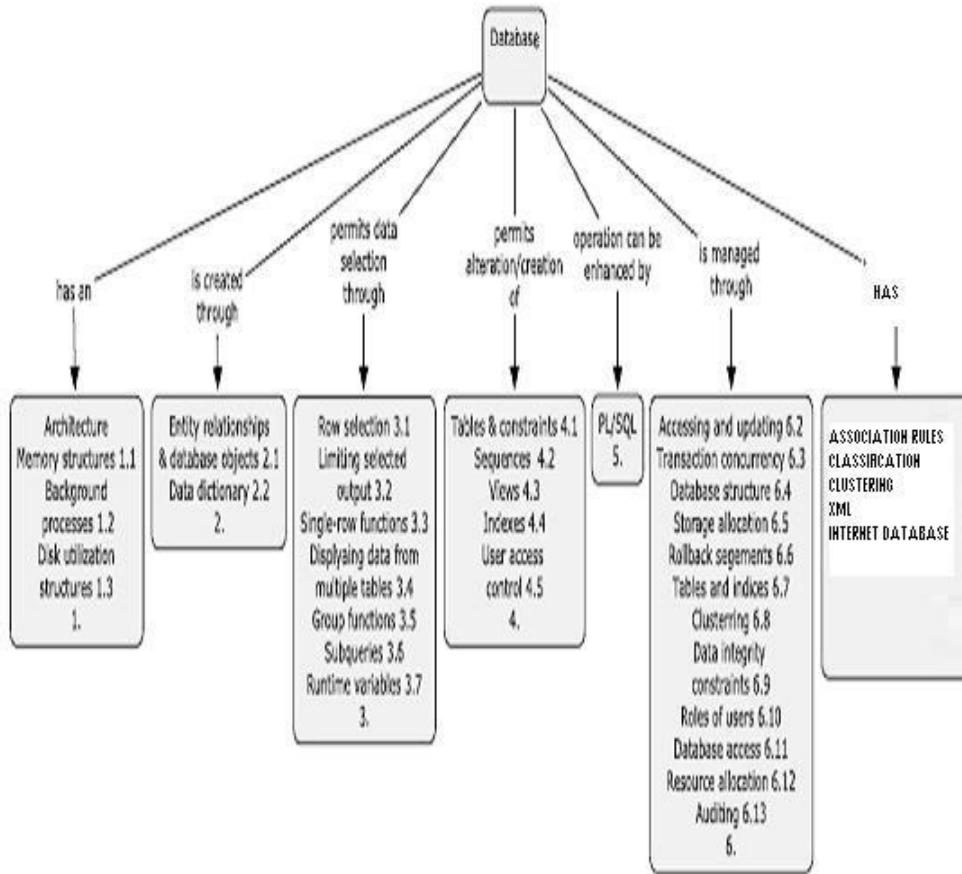 Database
has an
is created
through
permits data
selection
through
permits
alteration/creation
of
operation can be
enhanced by
is managed
through
HAS
Architecture
Memory structures 1.1
Background
processes 1.2
Disk utilization
structures 1.3
1.
Entity relationships
& database objects 2.1
Data dictionary 2.2
2.
Row selection 3.1
Limiting selected
output 3.2
Single-row functions 3.3
Displyaing data from
multiple tables 3.4
Group functions 3.5
Subqueries 3.6
Runtime variables 3.7
3.
Tables & constraints 4.1
Sequences 4.2
Views 4.3
Indexes 4.4
User access
control 4.5
4.
PL/SQL
5.
Accessing and updating 6.2
Transaction concurrency 6.3
Database structure 6.4
Storage allocation 6.5
Rollback segements 6.6
Tables and indices 6.7
Clusterring 6.8
Data integrity
constraints 6.9
Roles of users 6.10
Database access 6.11
Resource allocation 6.12
Auditing 6.13
6.
ASSOCIATION RULES
CLASSIFCATION
CLUSTERING
XML
INTERNET DATABASE